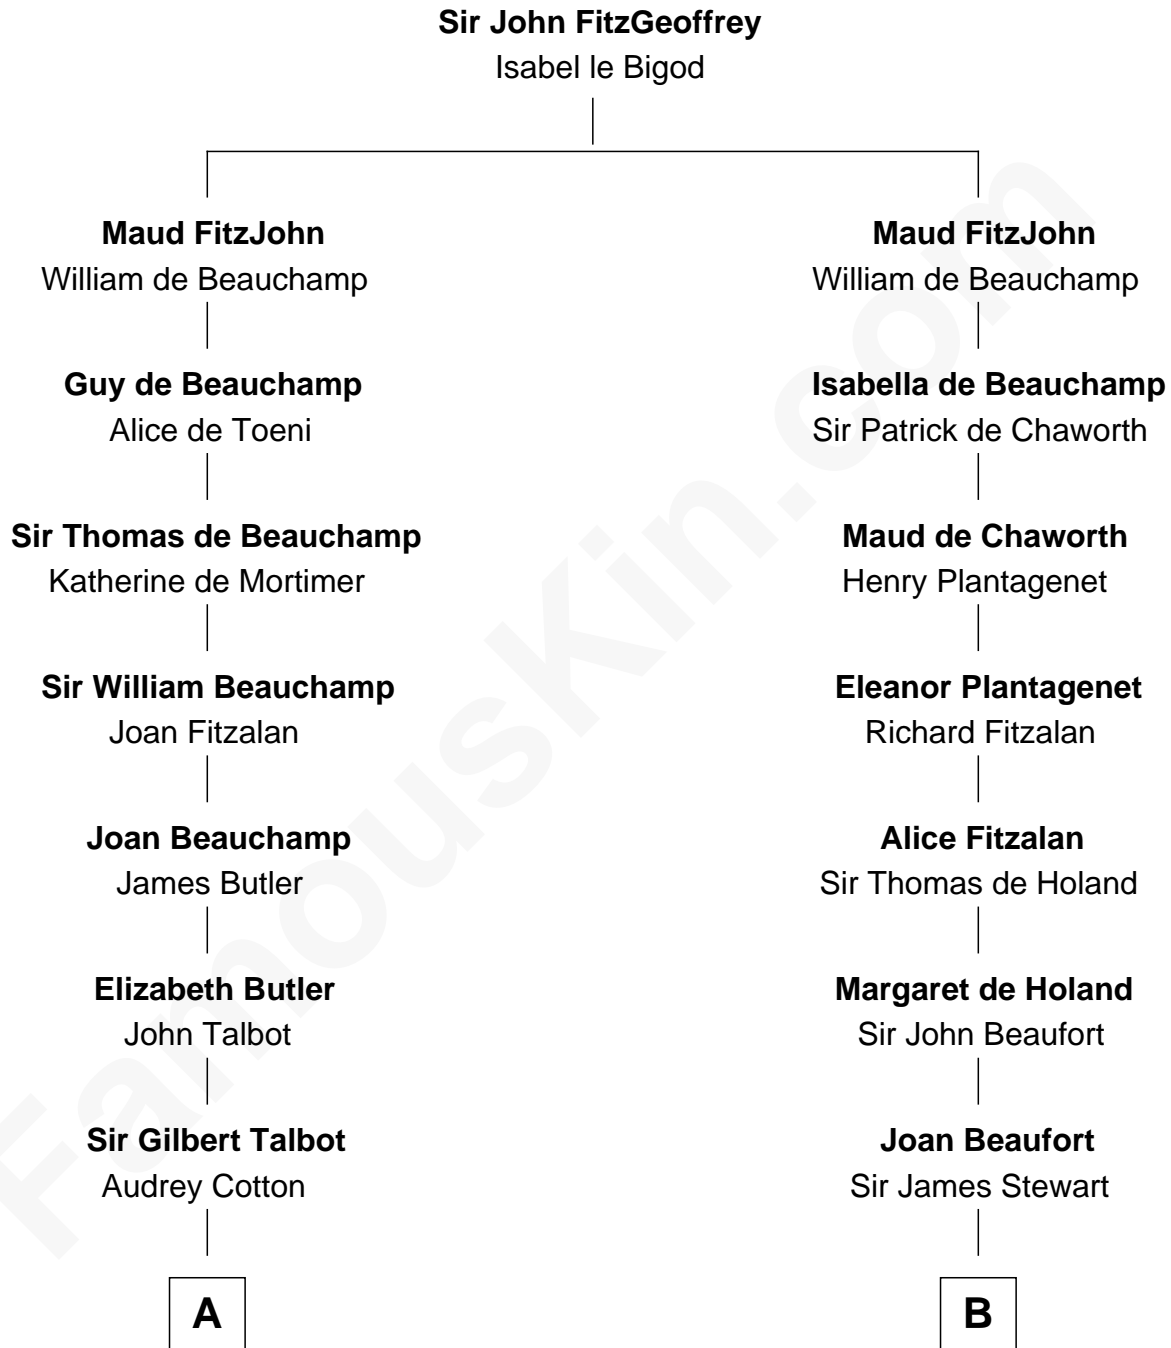 Sir John FitzGeoffrey
Isabel le Bigod
Maud FitzJohn
William de Beauchamp
Maud FitzJohn
William de Beauchamp
Guy de Beauchamp
Alice de Toeni
Isabella de Beauchamp
Sir Patrick de Chaworth
Sir Thomas de Beauchamp
Katherine de Mortimer
Maud de Chaworth
Henry Plantagenet
Sir William Beauchamp
Joan Fitzalan
Eleanor Plantagenet
Richard Fitzalan
Joan Beauchamp
James Butler
Alice Fitzalan
Sir Thomas de Holand
Elizabeth Butler
John Talbot
Margaret de Holand
Sir John Beaufort
Sir Gilbert Talbot
Audrey Cotton
Joan Beaufort
Sir James Stewart
A
B
FamousKin.com